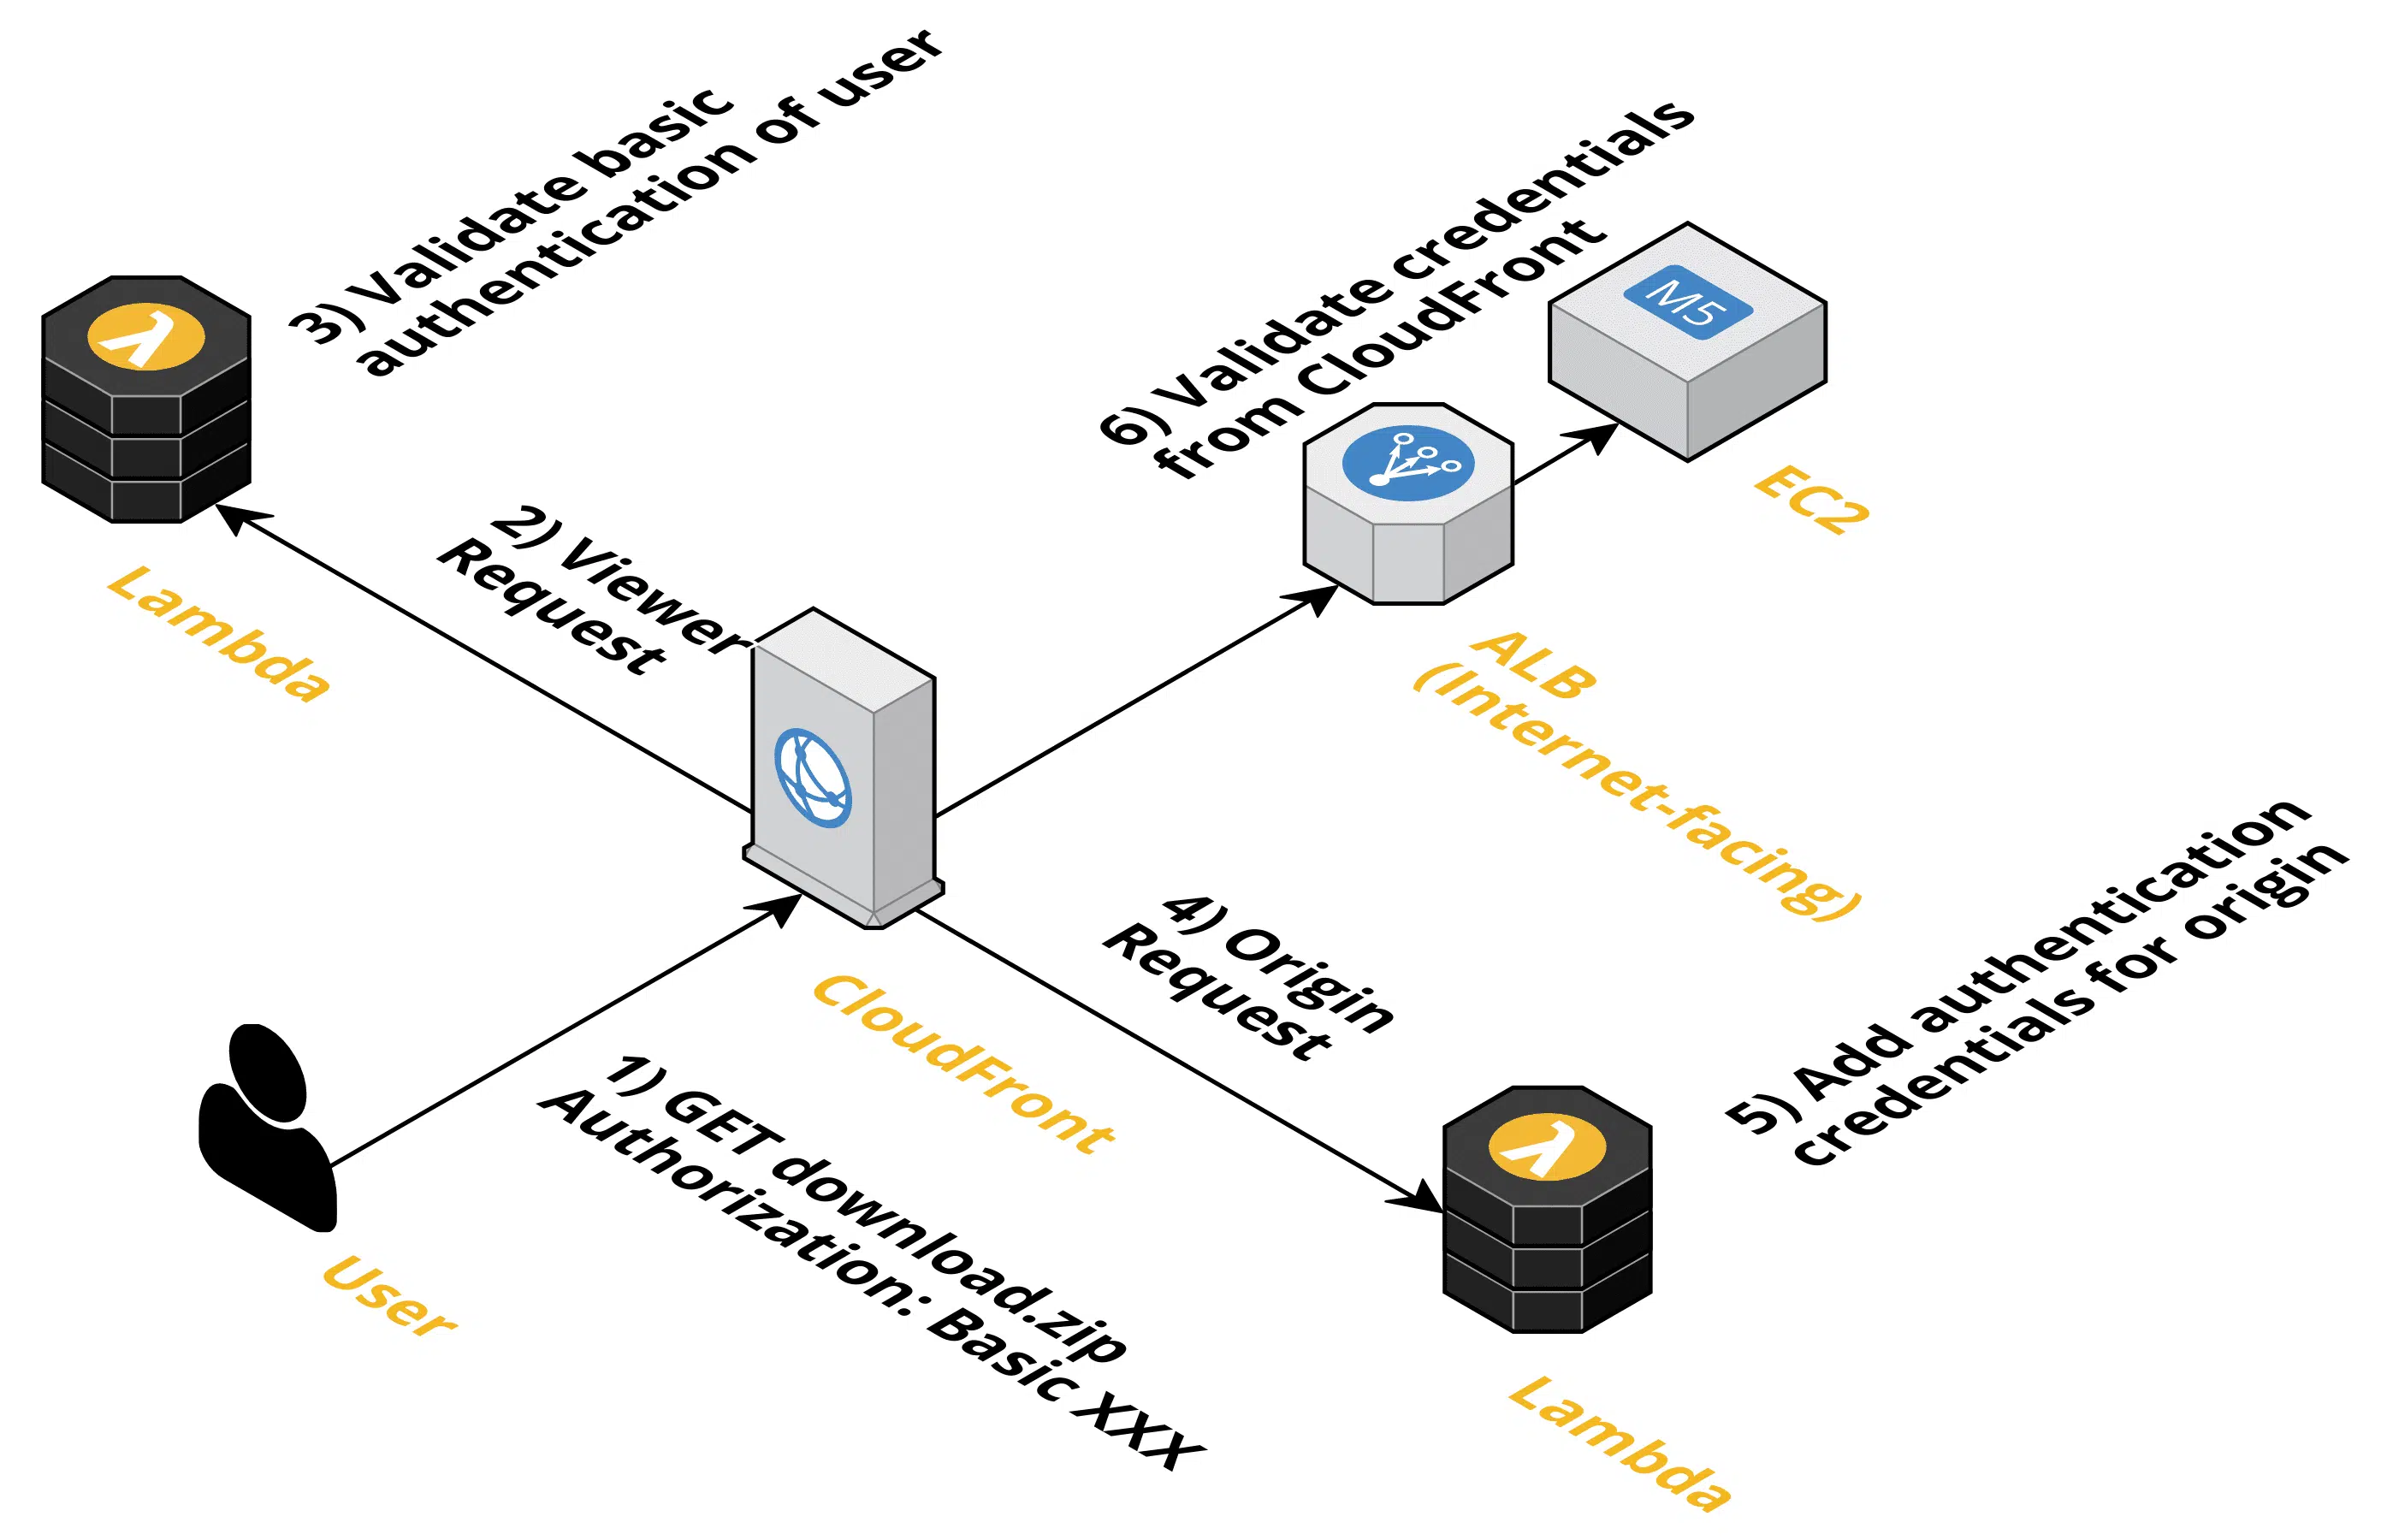 3) Validate basic
authentication of user
6) Validate credentials
from CloudFront
M5
EC2
2) Viewer
Request
Lambda
ALB
(Internet-facing)
4) Origin
Request
CloudFront
5) Add authentication
credentials for origin
1) GET download.zip
Authorization: Basic XXX
User
Lambda